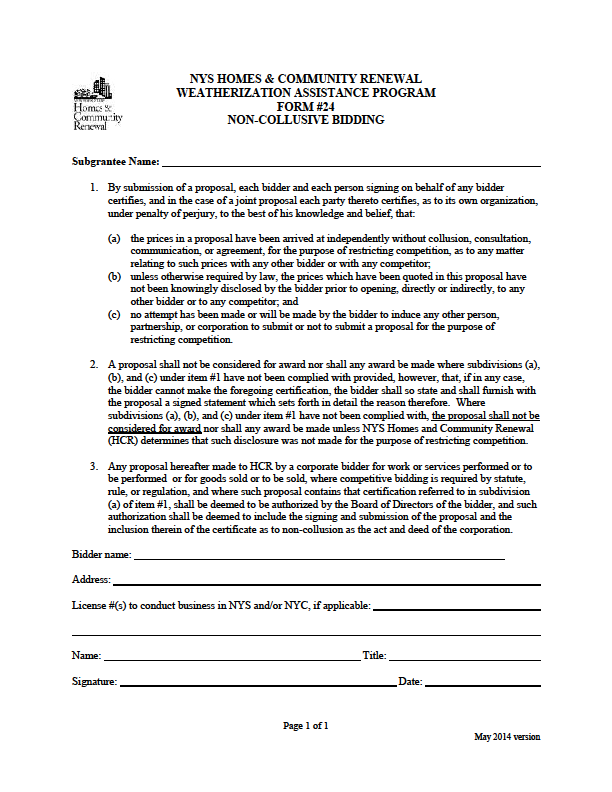 NYS HOMES & COMMUNITY RENEWAL
WEATHERIZATION ASSISTANCE PROGRAM
FORM #24
NON-COLLUSIVE BIDDING
Homes &
Community
Renewal
Subgrantee Name:
1. By submission of a proposal, each bidder and each person signing on behalf of any bidder
certifies, and in the case of a joint proposal each party thereto certifies, as to its own organization,
under penalty of perjury, to the best of his knowledge and belief, that:
(a) the prices in a proposal have been arrived at independently without collusion, consultation,
communication, or agreement, for the purpose of restricting competition, as to any matter
relating to such prices with any other bidder or with any competitor;
(b) unless otherwise required by law, the prices which have been quoted in this proposal have
not been knowingly disclosed by the bidder prior to opening, directly or indirectly, to any
other bidder or to any competitor; and
(c) no attempt has been made or will be made by the bidder to induce any other person,
partnership, or corporation to submit or not to submit a proposal for the purpose of
restricting competition.
2. A proposal shall not be considered for award nor shall any award be made where subdivisions (a),
(b), and (c) under item #1 have not been complied with provided, however, that, if in any case,
the bidder cannot make the foregoing certification, the bidder shall so state and shall furnish with
the proposal a signed statement which sets forth in detail the reason therefore. Where
subdivisions (a), (b), and (c) under item #1 have not been complied with, the proposal shall not be
considered for award nor shall any award be made unless NYS Homes and Community Renewal
(HCR) determines that such disclosure was not made for the purpose of restricting competition.
3. Any proposal hereafter made to HCR by a corporate bidder for work or services performed or to
be performed or for goods sold or to be sold, where competitive bidding is required by statute,
rule, or regulation, and where such proposal contains that certification referred to in subdivision
(a) of item #1, shall be deemed to be authorized by the Board of Directors of the bidder, and such
authorization shall be deemed to include the signing and submission of the proposal and the
inclusion therein of the certificate as to non-collusion as the act and deed of the corporation.
Bidder name:
Address:
License #(s) to conduct business in NYS and/or NYC, if applicable:
Name: Title:
Signature: Date:
Page 1 of 1
May 2014 version